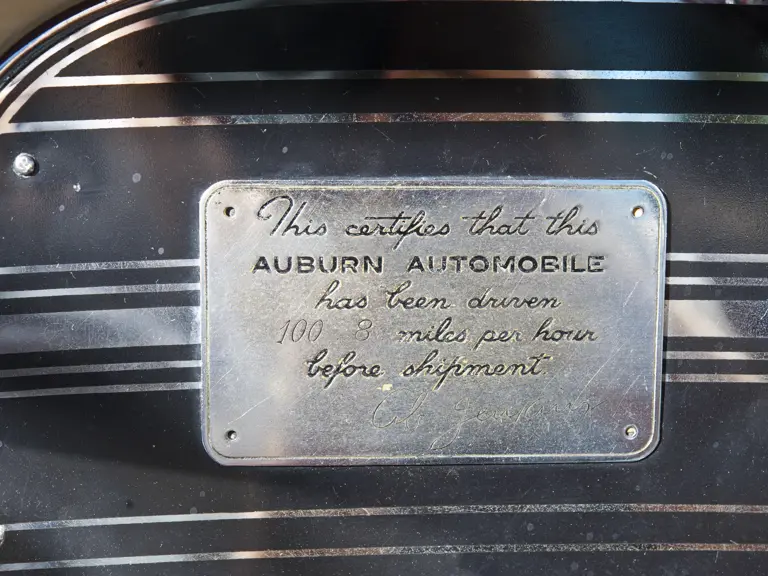 This certifies that this
AUBURN AUTOMOBILE
has been driven
100 8 miles per hour
before shipment